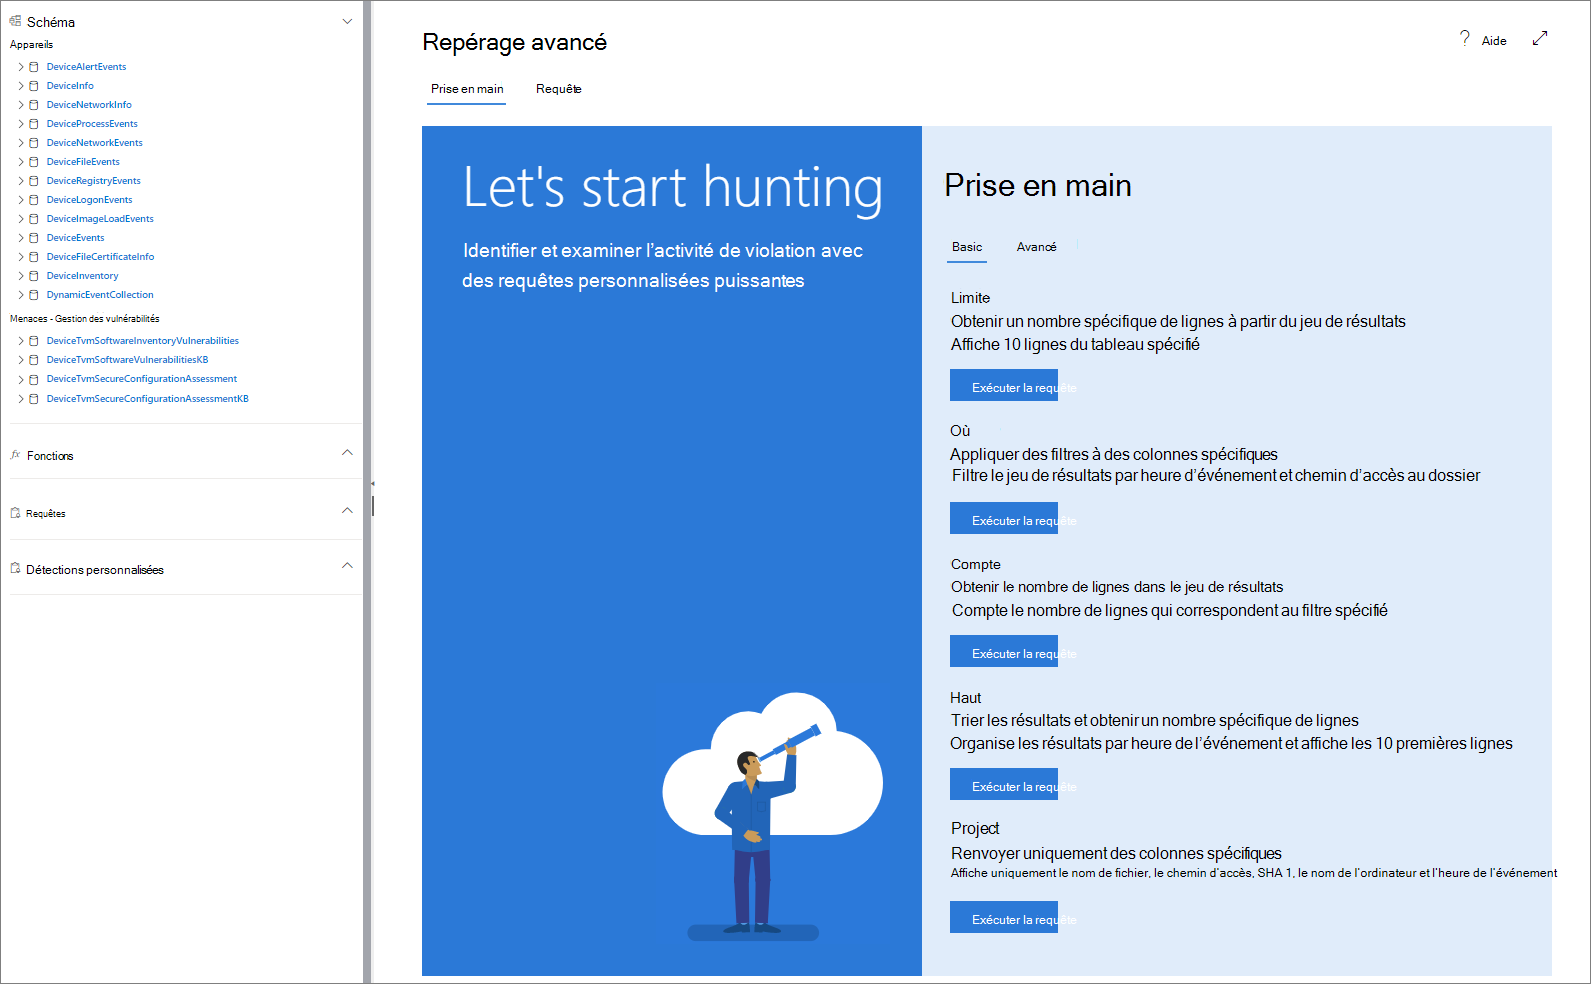 Schéma
Appareils
DeviceAlertEvents
DeviceInfo
DeviceNetworkInfo
DeviceProcessEvents
DeviceNetworkEvents
DeviceFileEvents
DeviceRegistryEvents
DeviceLogonEvents
DeviceImageLoadEvents
DeviceEvents
DeviceFileCertificateInfo
DeviceInventory
DynamicEventCollection
Menaces - Gestion des vulnérabilités
DeviceTvmSoftwareInventoryVulnerabilities
DeviceTvmSoftwareVulnerabilitiesKB
DeviceTvmSecureConfigurationAssessment
DeviceTvmSecureConfigurationAssessmentKB
fx Fonctions
Requêtes
Détections personnalisées
Repérage avancé
? Aide
Prise en main Requête
Let's start hunting
Identifier et examiner l’activité de violation avec
des requêtes personnalisées puissantes
Prise en main
Basic Avancé
Limite
Obtenir un nombre spécifique de lignes à partir du jeu de résultats
Affiche 10 lignes du tableau spécifié
Exécuter la requête
Où
Appliquer des filtres à des colonnes spécifiques
Filtre le jeu de résultats par heure d’événement et chemin d’accès au dossier
Exécuter la requête
Compte
Obtenir le nombre de lignes dans le jeu de résultats
Compte le nombre de lignes qui correspondent au filtre spécifié
Exécuter la requête
Haut
Trier les résultats et obtenir un nombre spécifique de lignes
Organise les résultats par heure de l’événement et affiche les 10 premières lignes
Exécuter la requête
Project
Renvoyer uniquement des colonnes spécifiques
Affiche uniquement le nom de fichier, le chemin d’accès, SHA 1, le nom de l’ordinateur et l’heure de l’événement
Exécuter la requête